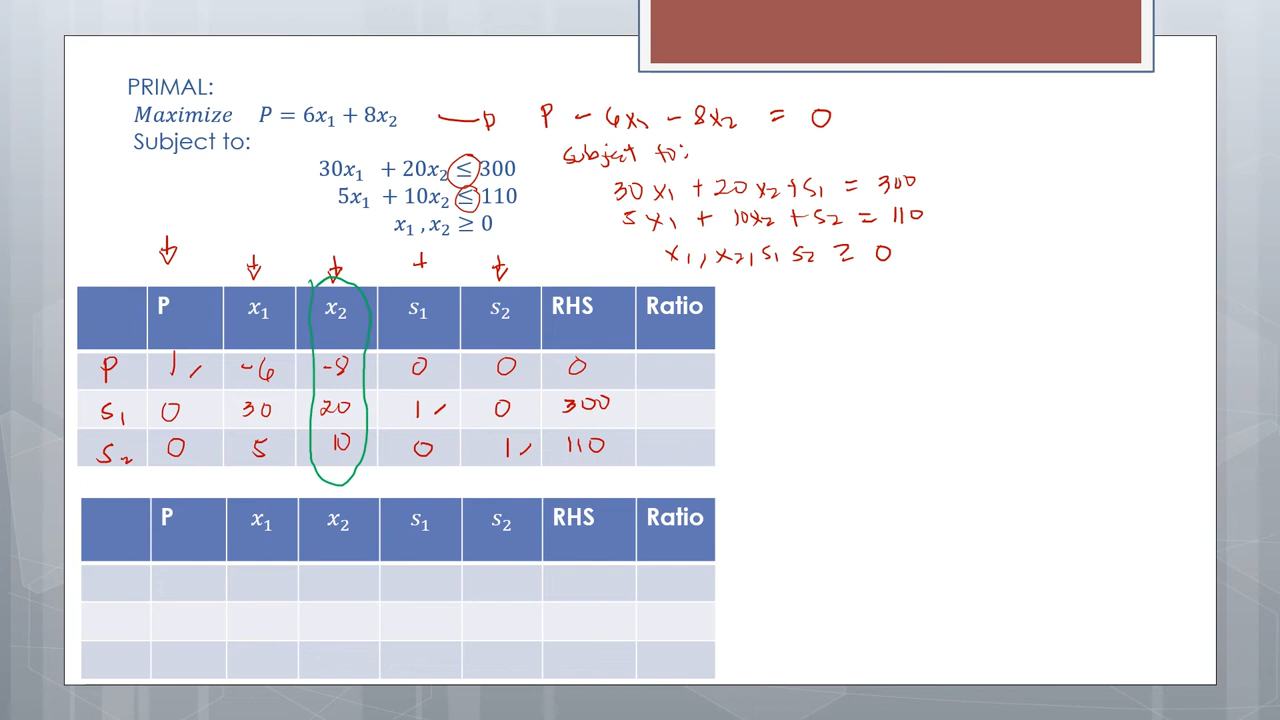 PRIMAL:
Maximize P = 6x₁ + 8x₂ → P - 6x₁ - 8x₂ = 0
Subject to: subject to:
30x₁ + 20x₂ ≤ 300 30x₁ + 20x₂ + s₁ = 300
5x₁ + 10x₂ ≤ 110 5x₁ + 10x₂ + s₂ = 110
x₁ , x₂ ≥ 0 x₁, x₂, s₁ s₂ ≥ 0
P x₁ x₂ s₁ s₂ RHS Ratio
P 1 -6 -8 0 0 0
s₁ 0 30 20 1 0 300
s₂ 0 5 10 0 1 110
P x₁ x₂ s₁ s₂ RHS Ratio